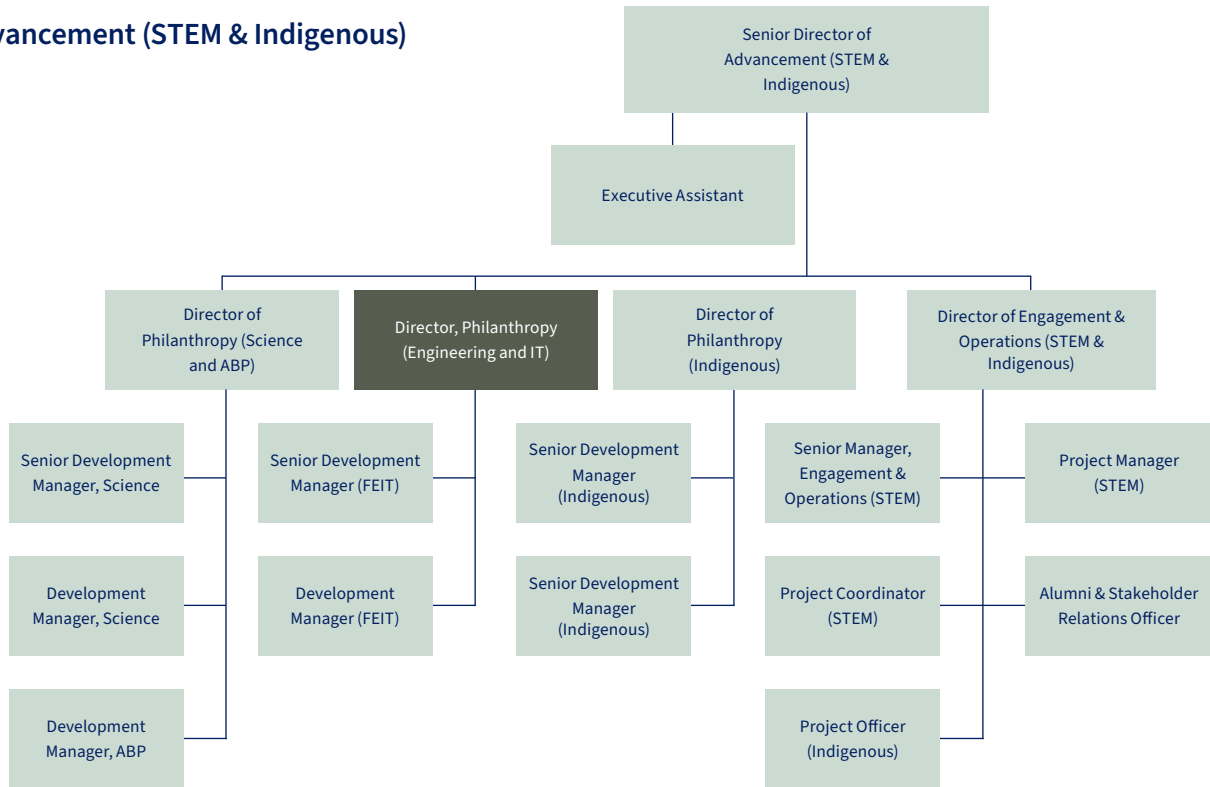 vancement (STEM & Indigenous)
Senior Director of
Advancement (STEM &
Indigenous)
Executive Assistant
Director of
Philanthropy (Science
and ABP)
Director, Philanthropy
(Engineering and IT)
Director of
Philanthropy
(Indigenous)
Director of Engagement &
Operations (STEM &
Indigenous)
Senior Development
Manager, Science
Senior Development
Manager (FEIT)
Senior Development
Manager
(Indigenous)
Senior Manager,
Engagement &
Operations (STEM)
Project Manager
(STEM)
Development
Manager, Science
Development
Manager (FEIT)
Senior Development
Manager
(Indigenous)
Project Coordinator
(STEM)
Alumni & Stakeholder
Relations Officer
Development
Manager, ABP
Project Officer
(Indigenous)